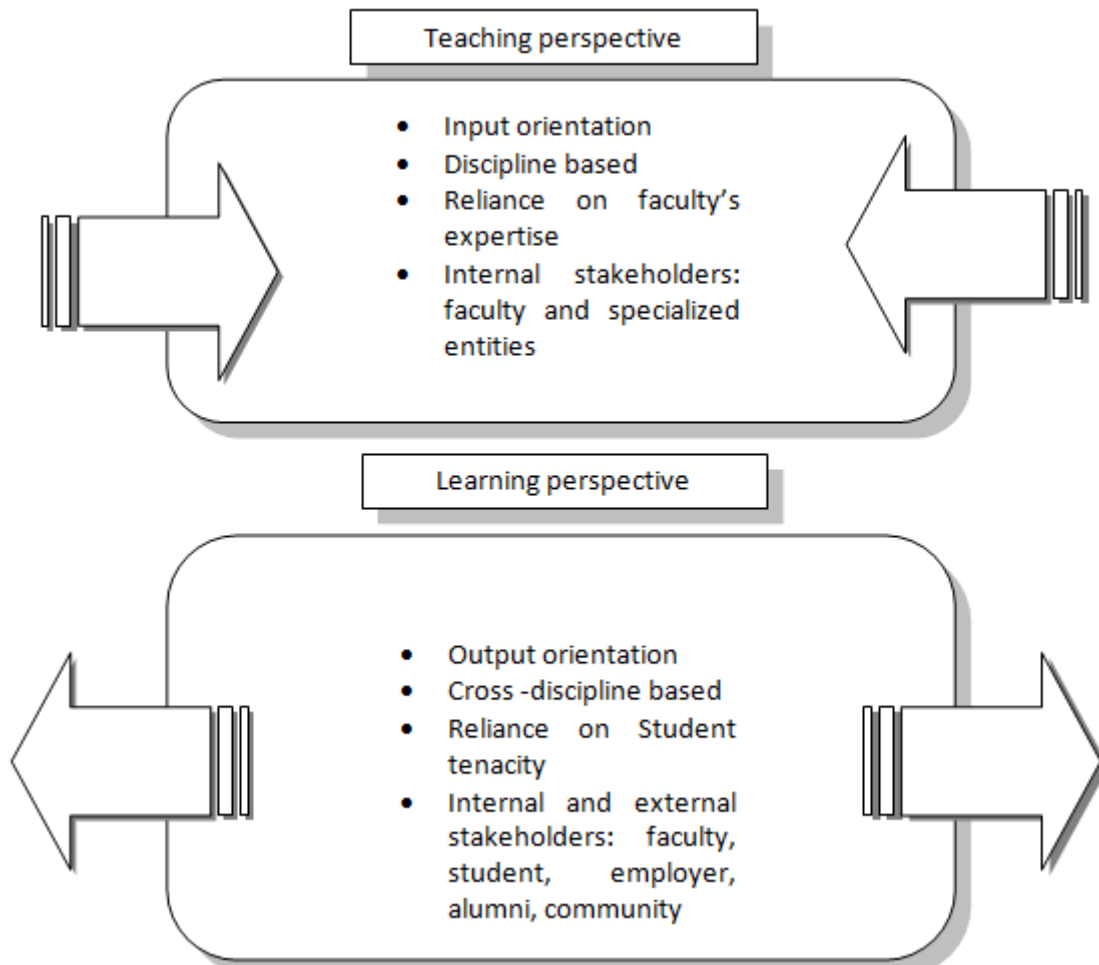 Teaching perspective
• Input orientation
• Discipline based
• Reliance on faculty’s
expertise
• Internal stakeholders:
faculty and specialized
entities
Learning perspective
• Output orientation
• Cross -discipline based
• Reliance on Student
tenacity
• Internal and external
stakeholders: faculty,
student, employer,
alumni, community